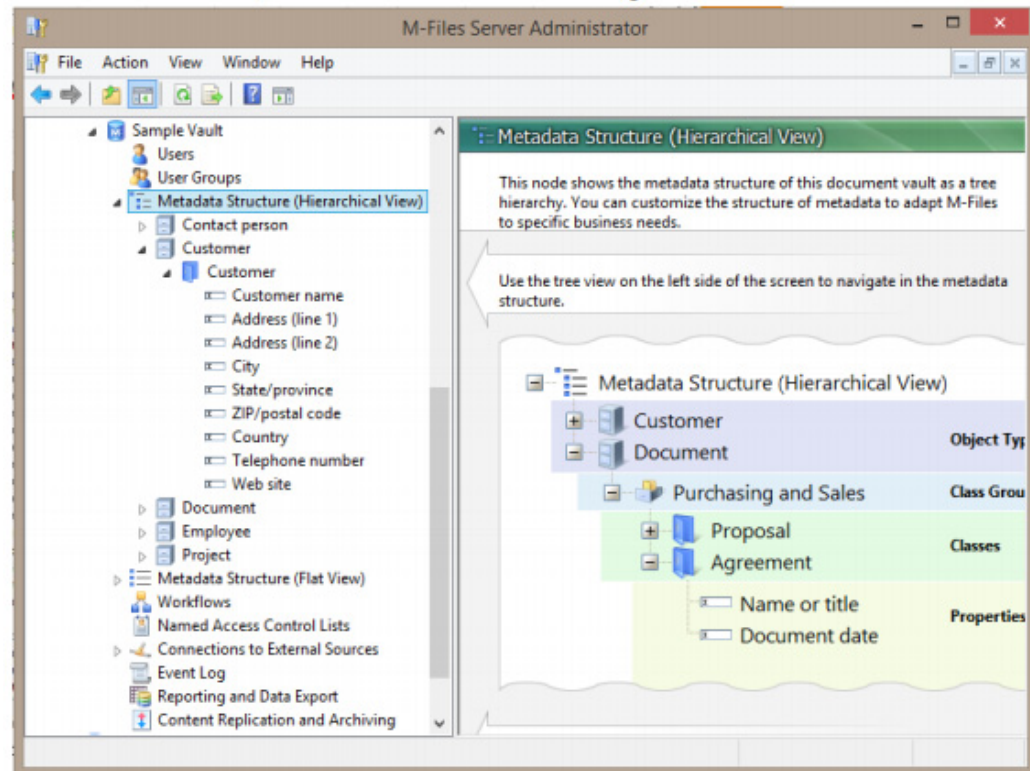 M-Files Server Administrator
File Action View Window Help
Sample Vault
Users
User Groups
Metadata Structure (Hierarchical View)
Contact person
Customer
Customer
Customer name
Address (line 1)
Address (line 2)
City
State/province
ZIP/postal code
Country
Telephone number
Web site
Document
Employee
Project
Metadata Structure (Flat View)
Workflows
Named Access Control Lists
Connections to External Sources
Event Log
Reporting and Data Export
Content Replication and Archiving
Metadata Structure (Hierarchical View)
This node shows the metadata structure of this document vault as a tree
hierarchy. You can customize the structure of metadata to adapt M-Files
to specific business needs.
Use the tree view on the left side of the screen to navigate in the metadata
structure.
Metadata Structure (Hierarchical View)
Customer
Document
Object Typ
Purchasing and Sales
Class Grou
Proposal
Agreement
Classes
Name or title
Document date
Properties